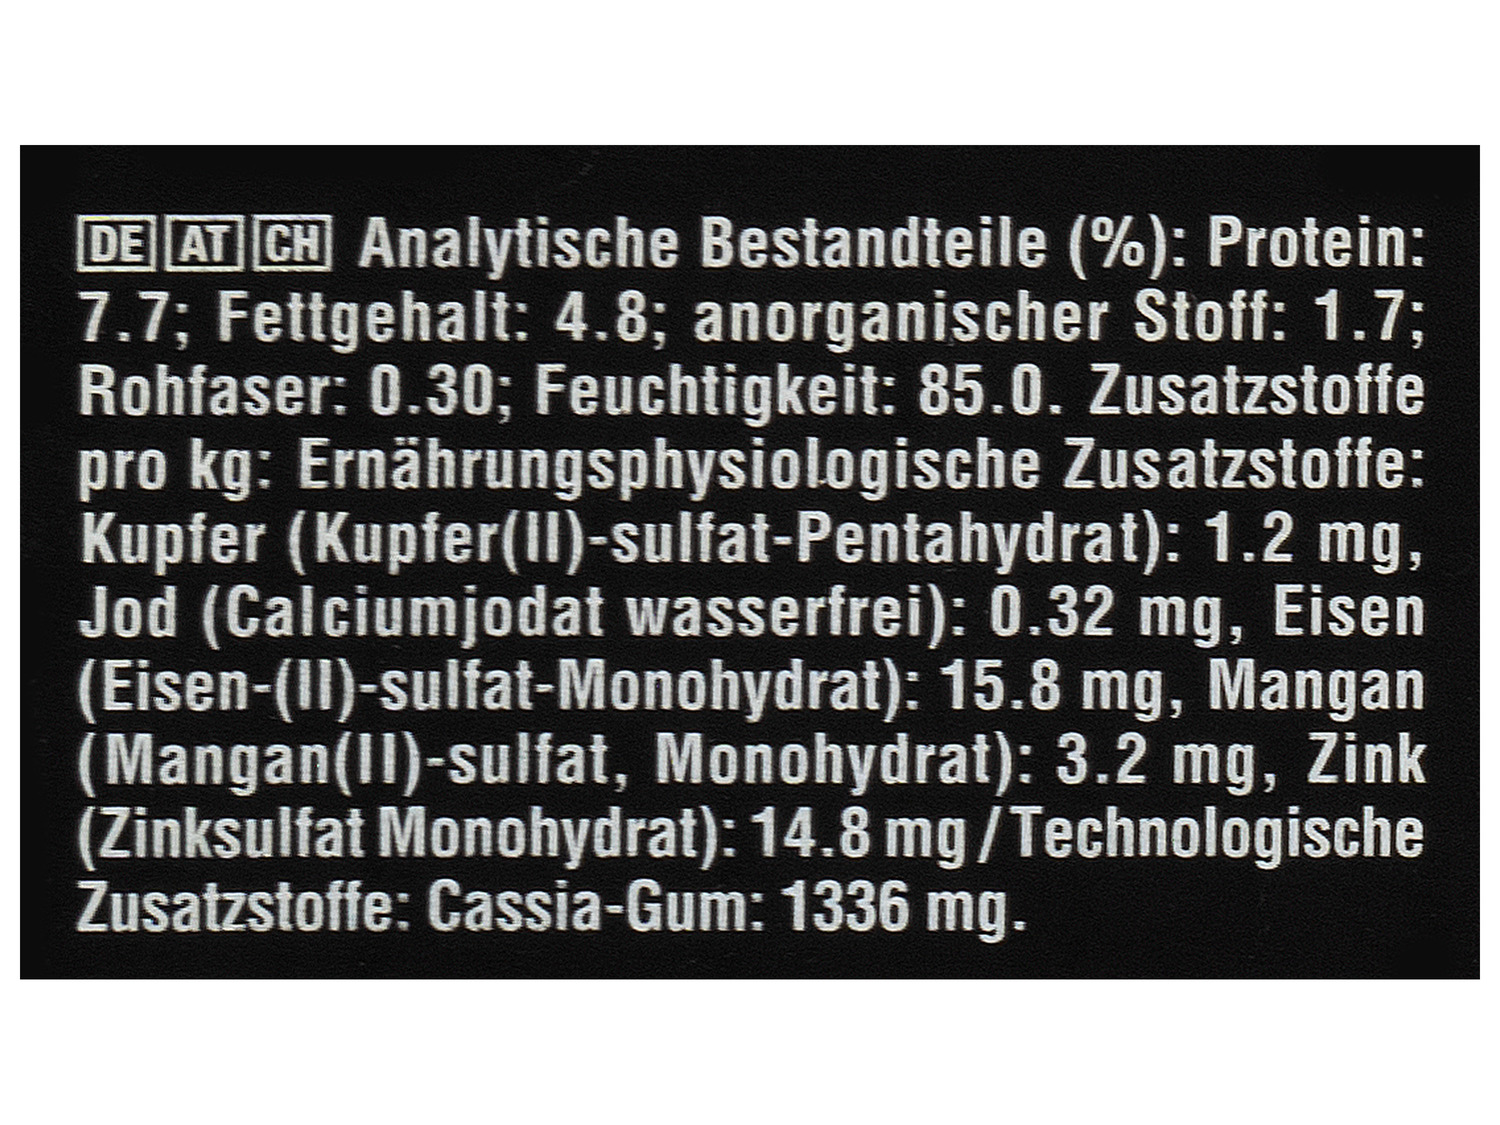 DE AT CH Analytische Bestandteile (%): Protein:
7.7; Fettgehalt: 4.8; anorganischer Stoff: 1.7;
Rohfaser: 0.30; Feuchtigkeit: 85.0. Zusatzstoffe
pro kg: Ernährungsphysiologische Zusatzstoffe:
Kupfer (Kupfer(II)-sulfat-Pentahydrat): 1.2 mg,
Jod (Calciumjodat wasserfrei): 0.32 mg, Eisen
(Eisen-(II)-sulfat-Monohydrat): 15.8 mg, Mangan
(Mangan(II)-sulfat, Monohydrat): 3.2 mg, Zink
(Zinksulfat Monohydrat): 14.8 mg / Technologische
Zusatzstoffe: Cassia-Gum: 1336 mg.